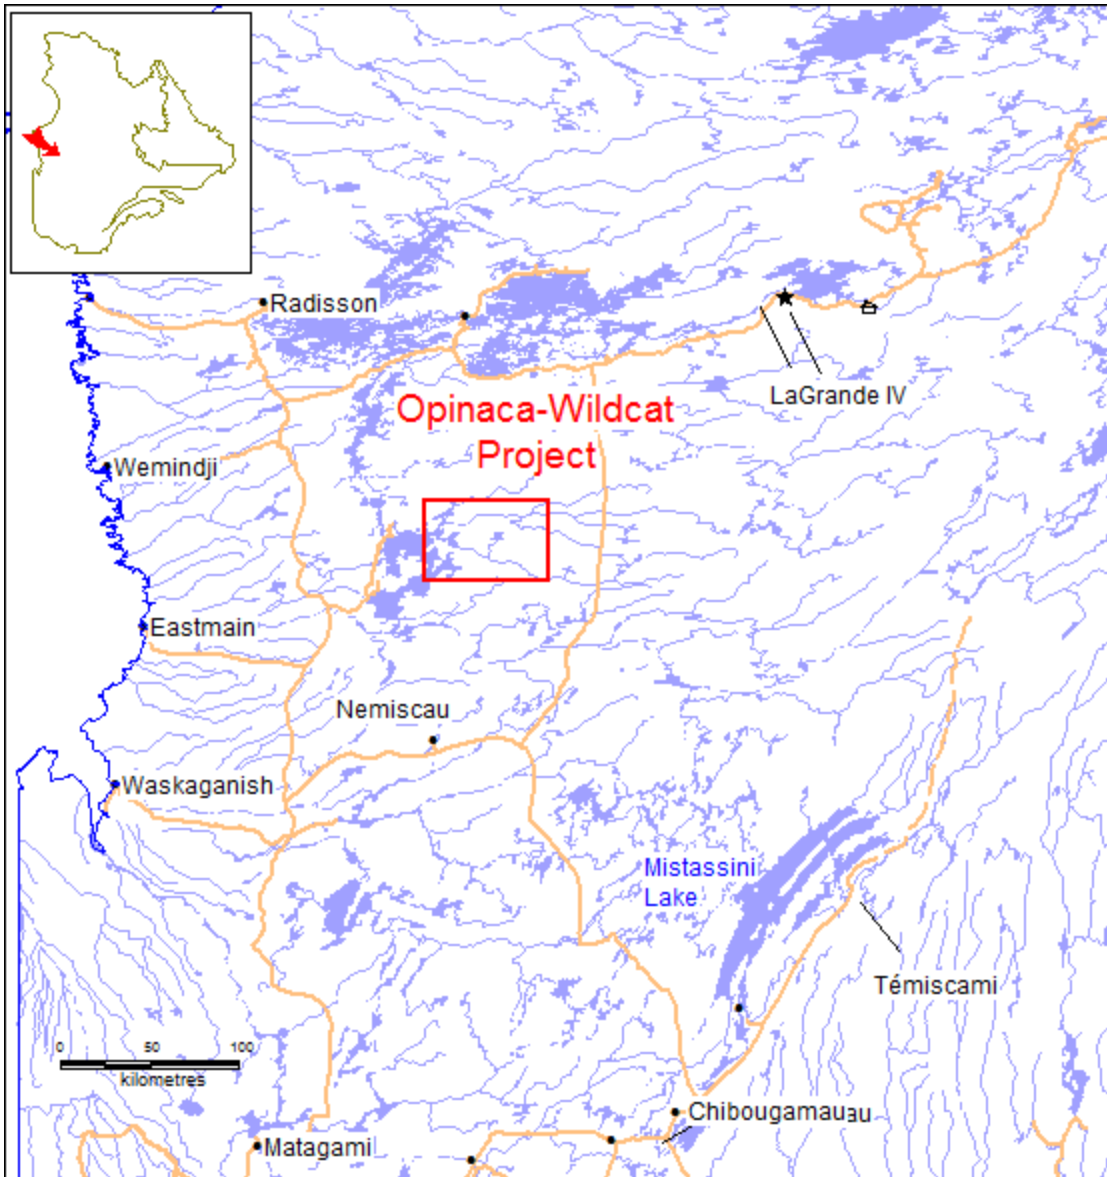 Radisson
LaGrande IV
Opinaca-Wildcat
Project
Wemindji
Eastmain
Nemiscau
Waskaganish
Mistassini
Lake
Témiscami
0 50 100
kilometres
Chibougamau
au
Matagami